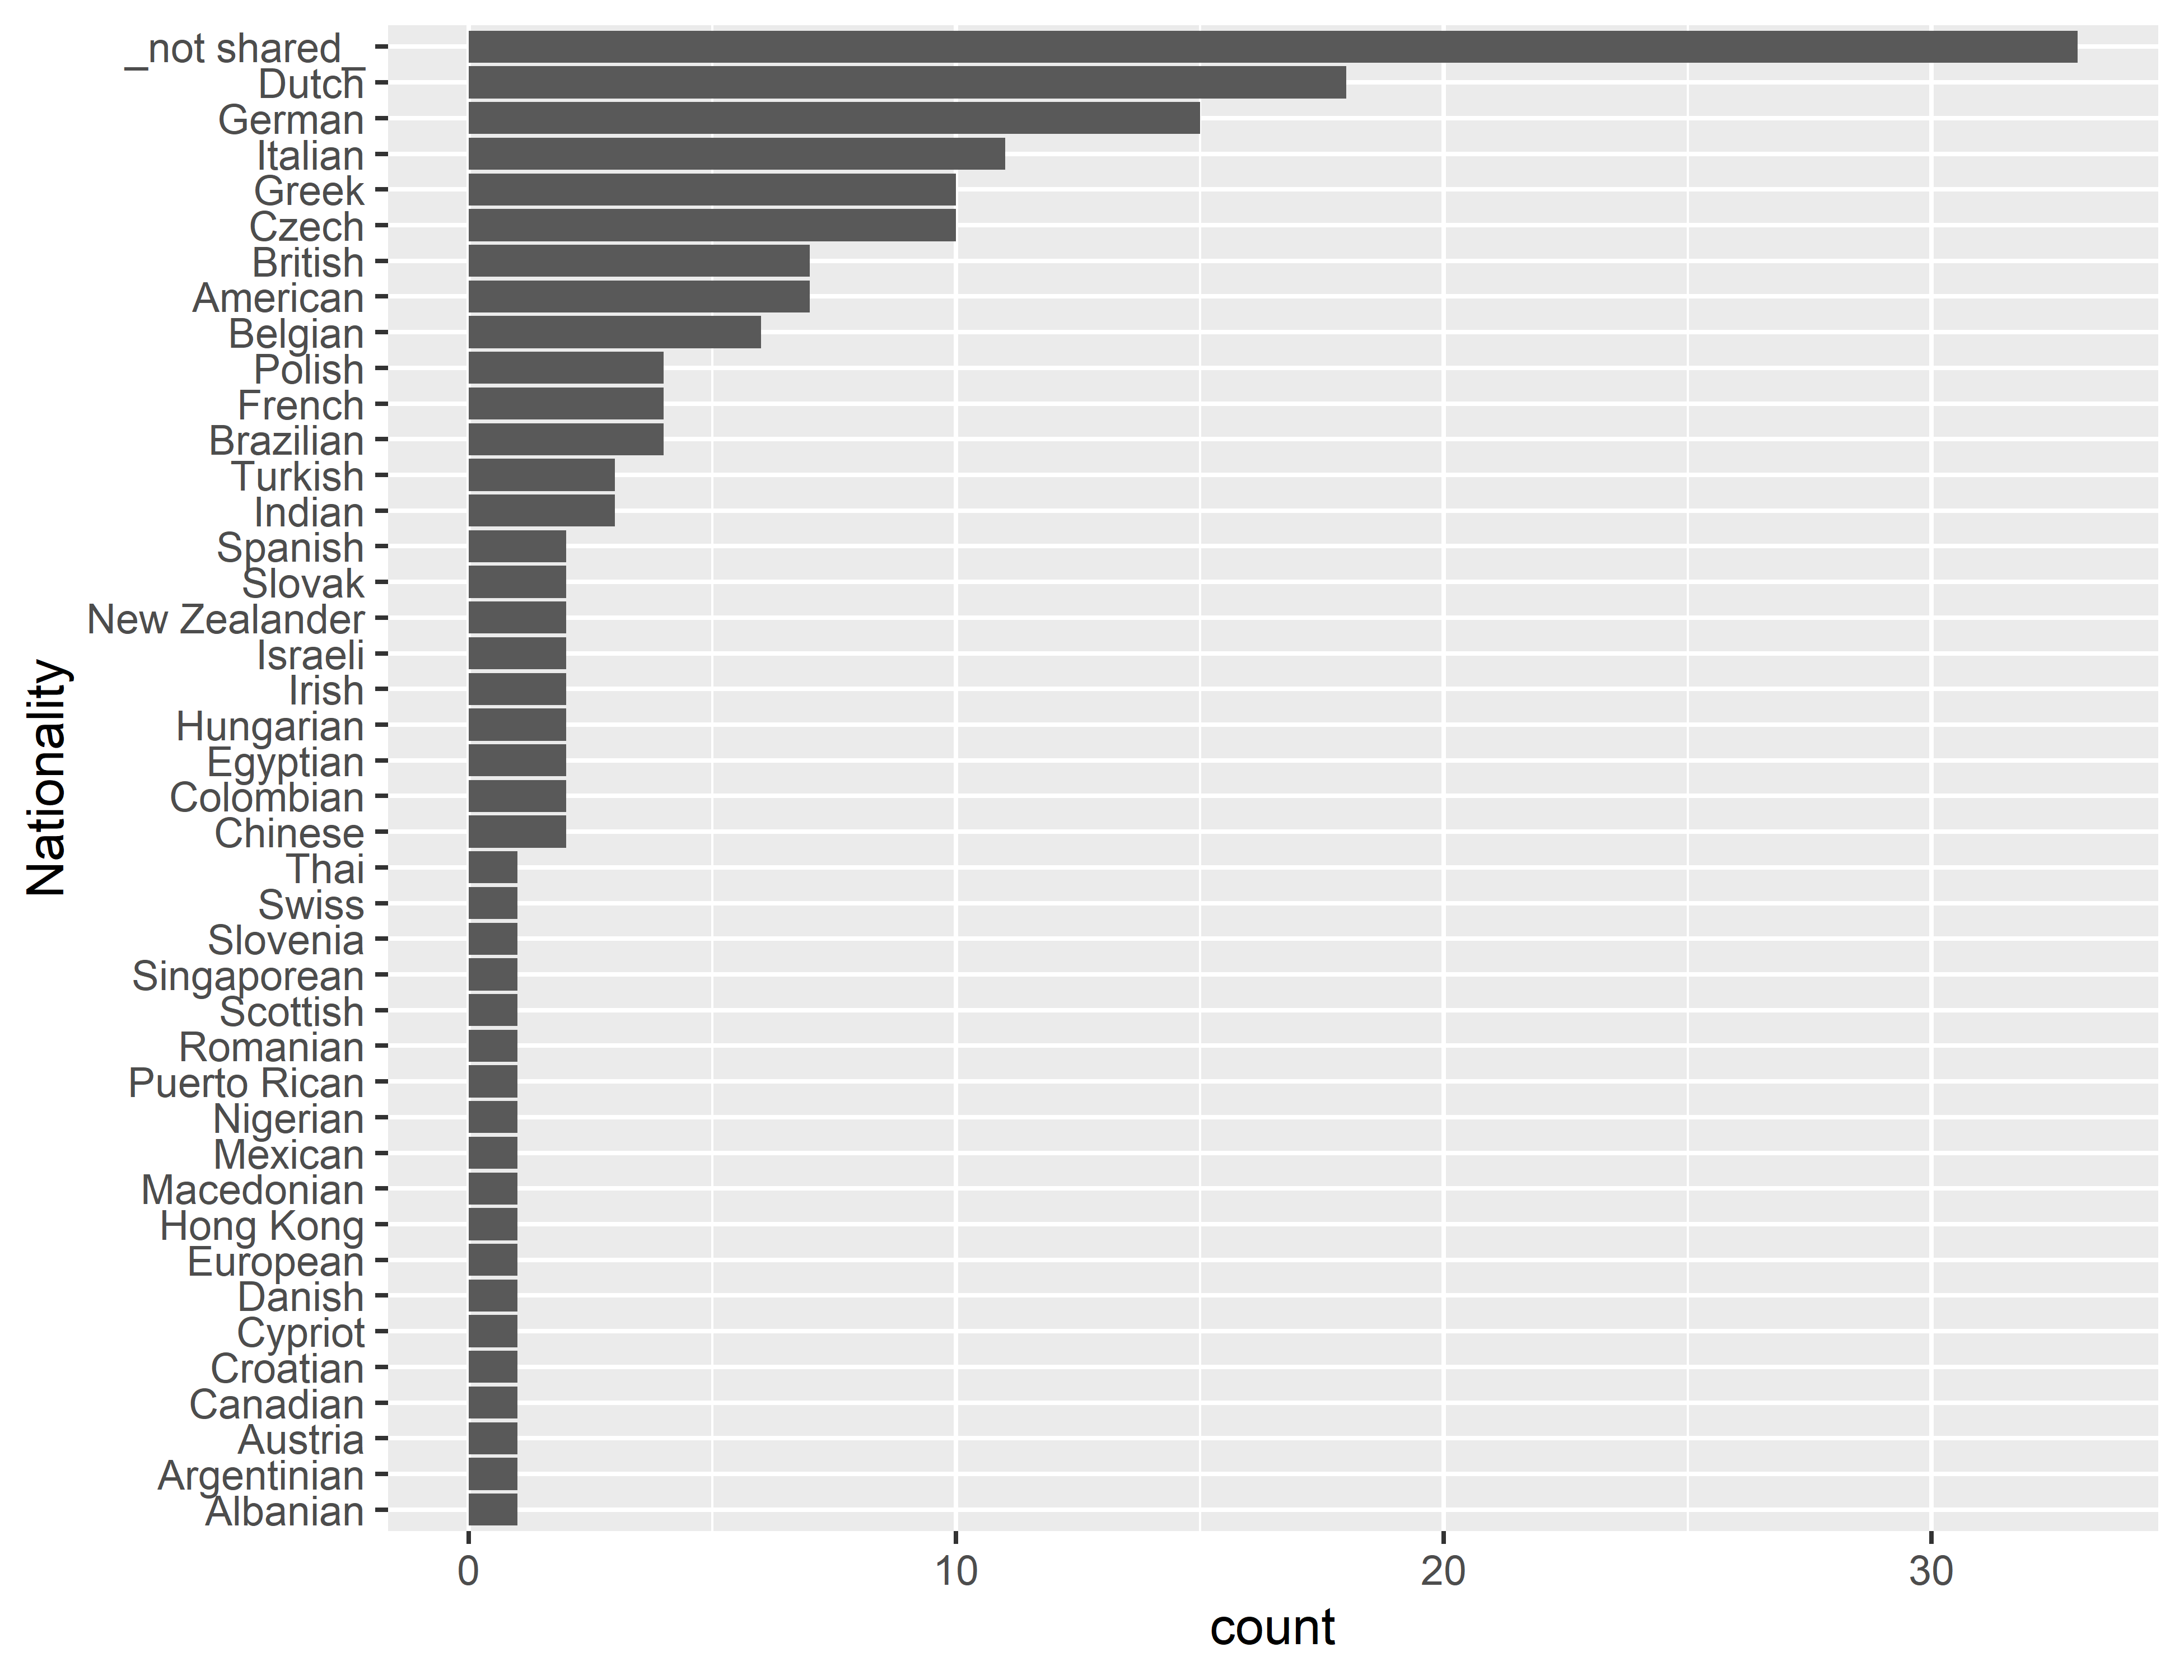 _not shared_
Dutch
German
Italian
Greek
Czech
British
American
Belgian
Polish
French
Brazilian
Turkish
Indian
Spanish
Slovak
New Zealander
Israeli
Irish
Hungarian
Egyptian
Colombian
Chinese
Thai
Swiss
Slovenia
Singaporean
Scottish
Romanian
Puerto Rican
Nigerian
Mexican
Macedonian
Hong Kong
European
Danish
Cypriot
Croatian
Canadian
Austria
Argentinian
Albanian
Nationality
0 10 20 30
count